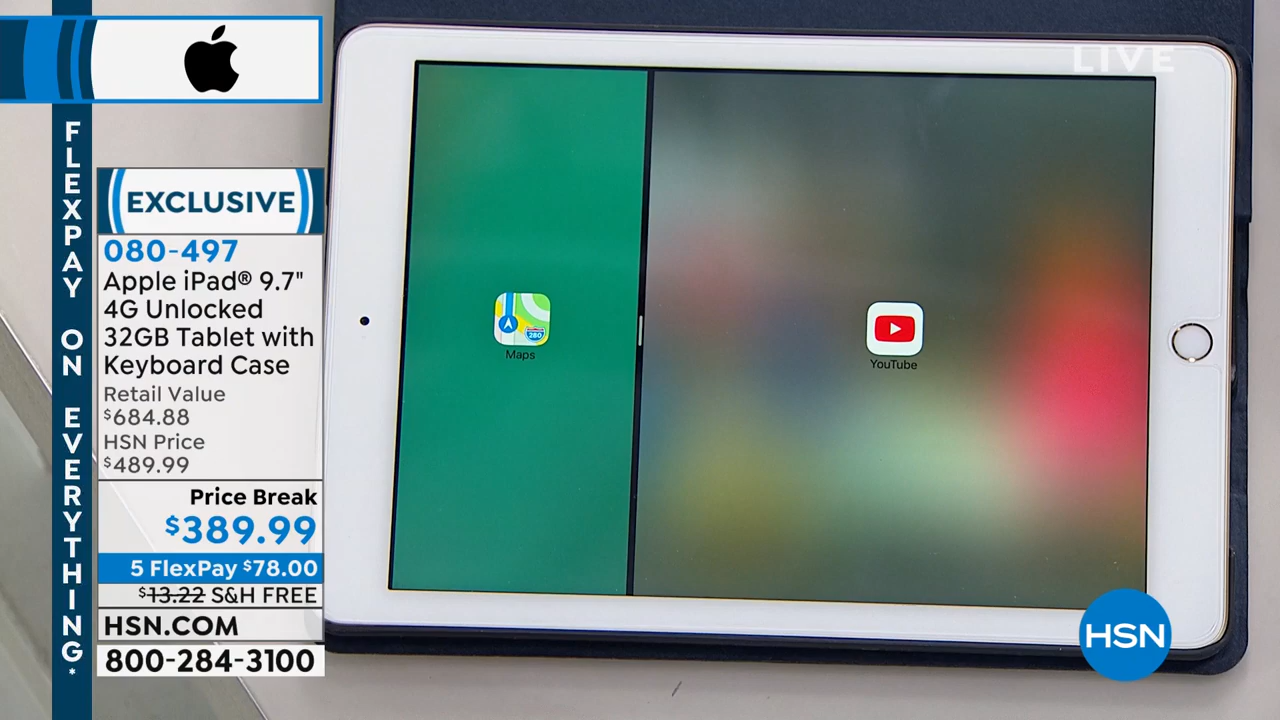 FLEXPAY ON EVERYTHING*
EXCLUSIVE
080-497
Apple iPad® 9.7"
4G Unlocked
32GB Tablet with
Keyboard Case
Retail Value
$684.88
HSN Price
$489.99
Price Break
$389.99
5 FlexPay $78.00
$13.22 S&H FREE
HSN.COM
800-284-3100
LIVE
280
Maps
YouTube
HSN